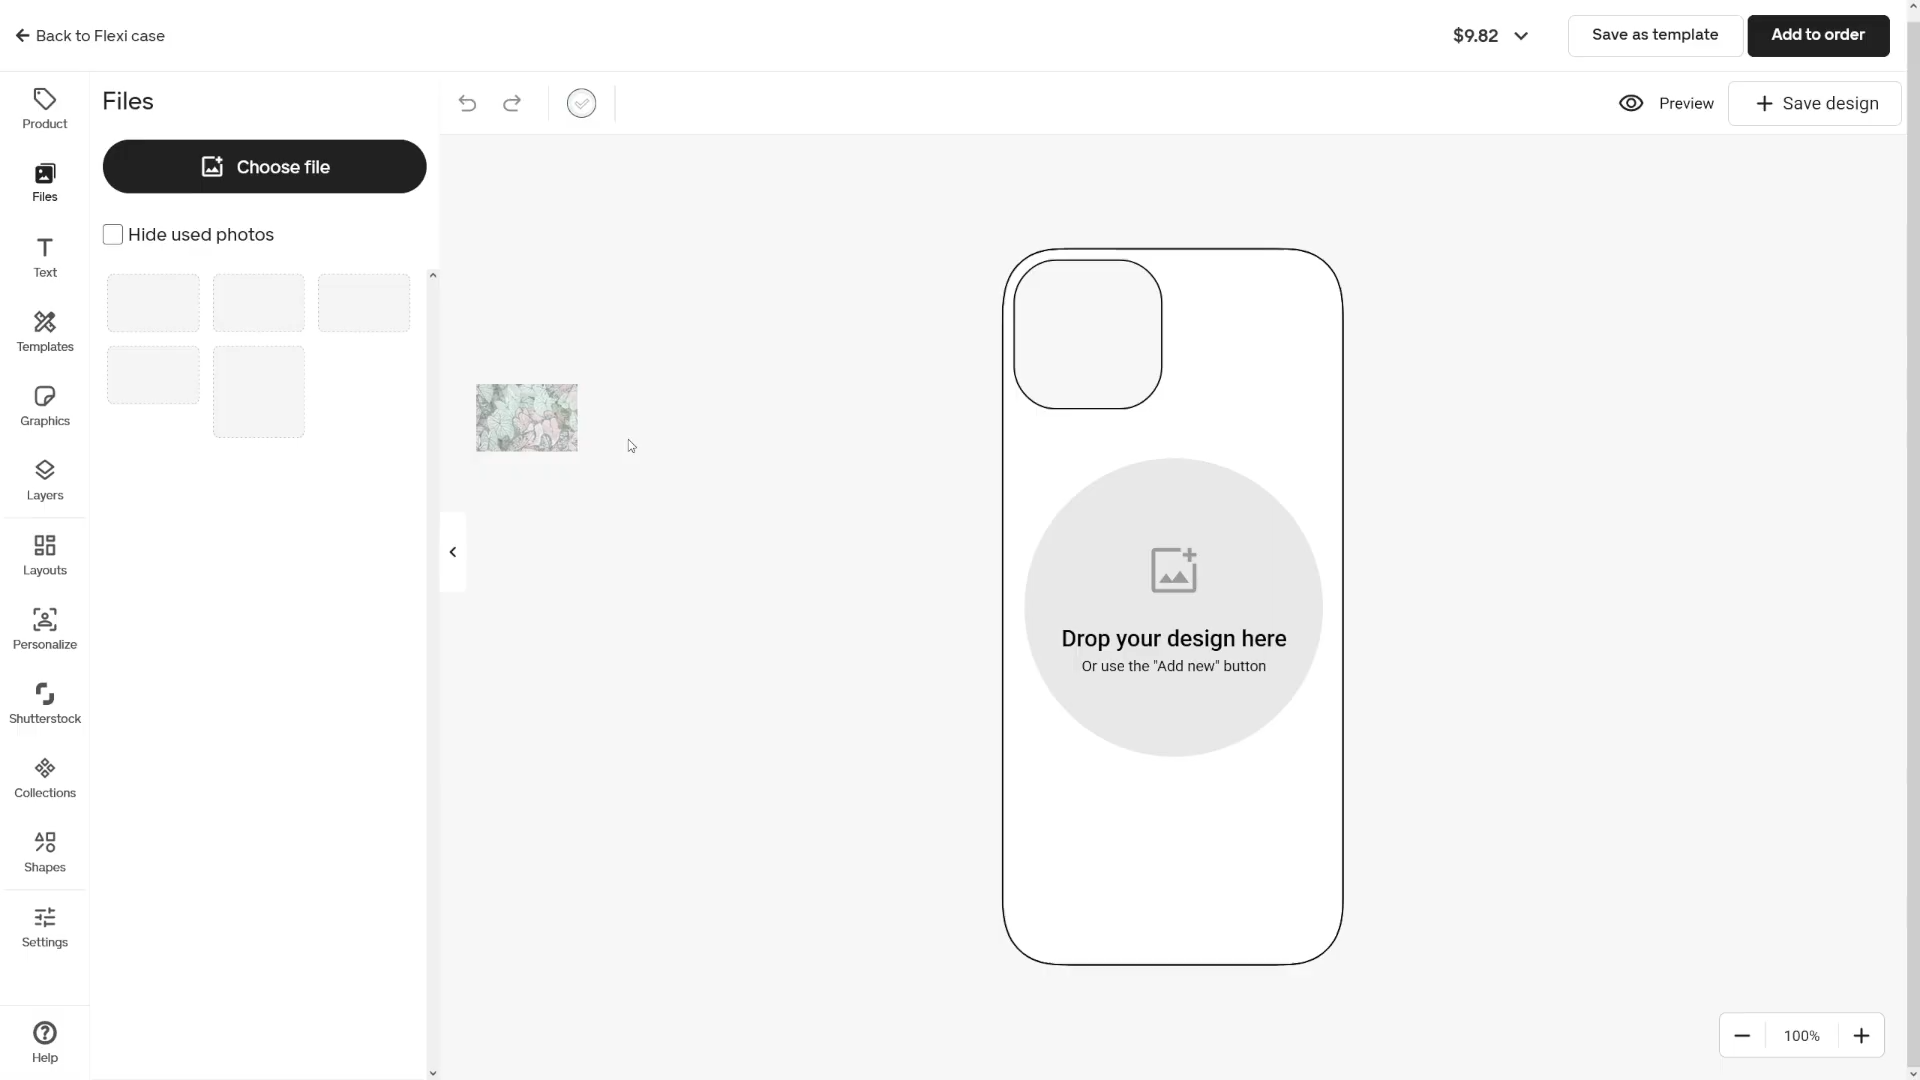 Back to Flexi case
$9.82
Save as template
Add to order
Product
Files
Text
Templates
Graphics
Layers
Layouts
Personalize
Shutterstock
Collections
Shapes
Settings
Help
Files
Choose file
Hide used photos
Preview
Save design
Drop your design here
Or use the "Add new" button
100%